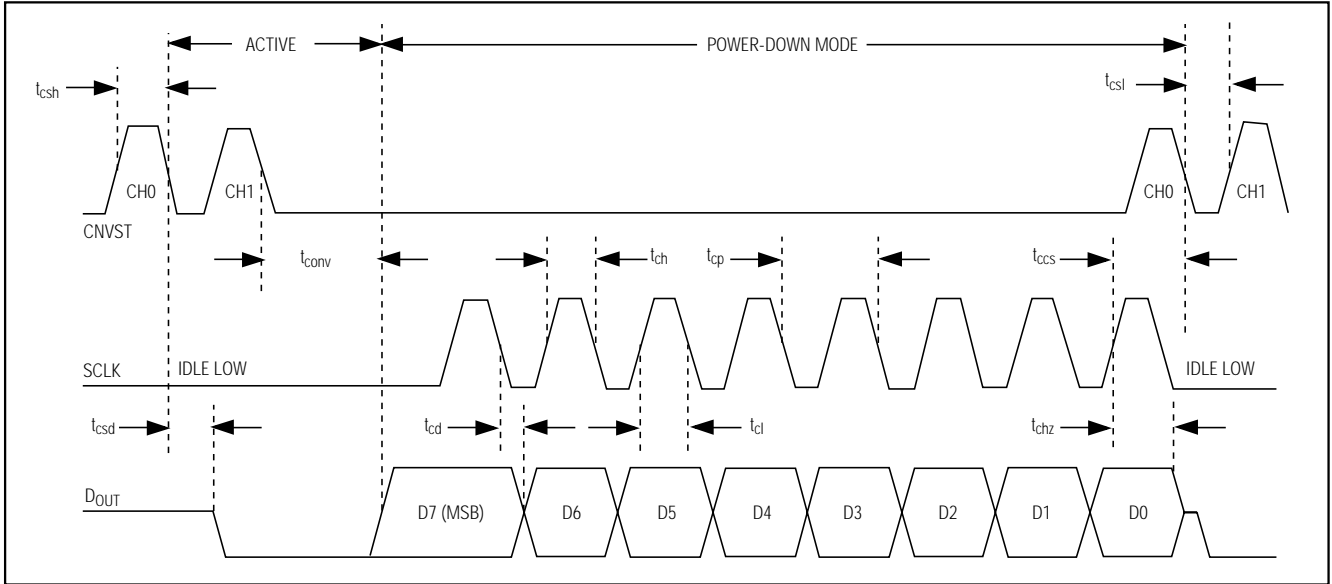 ACTIVE
POWER-DOWN MODE
tcsh
tcsl
CH0
CH1
CH0
CH1
CNVST
tconv
tch
tcp
tccs
SCLK
IDLE LOW
IDLE LOW
tcsd
tcd
tcl
tchz
DOUT
D7 (MSB)
D6
D5
D4
D3
D2
D1
D0